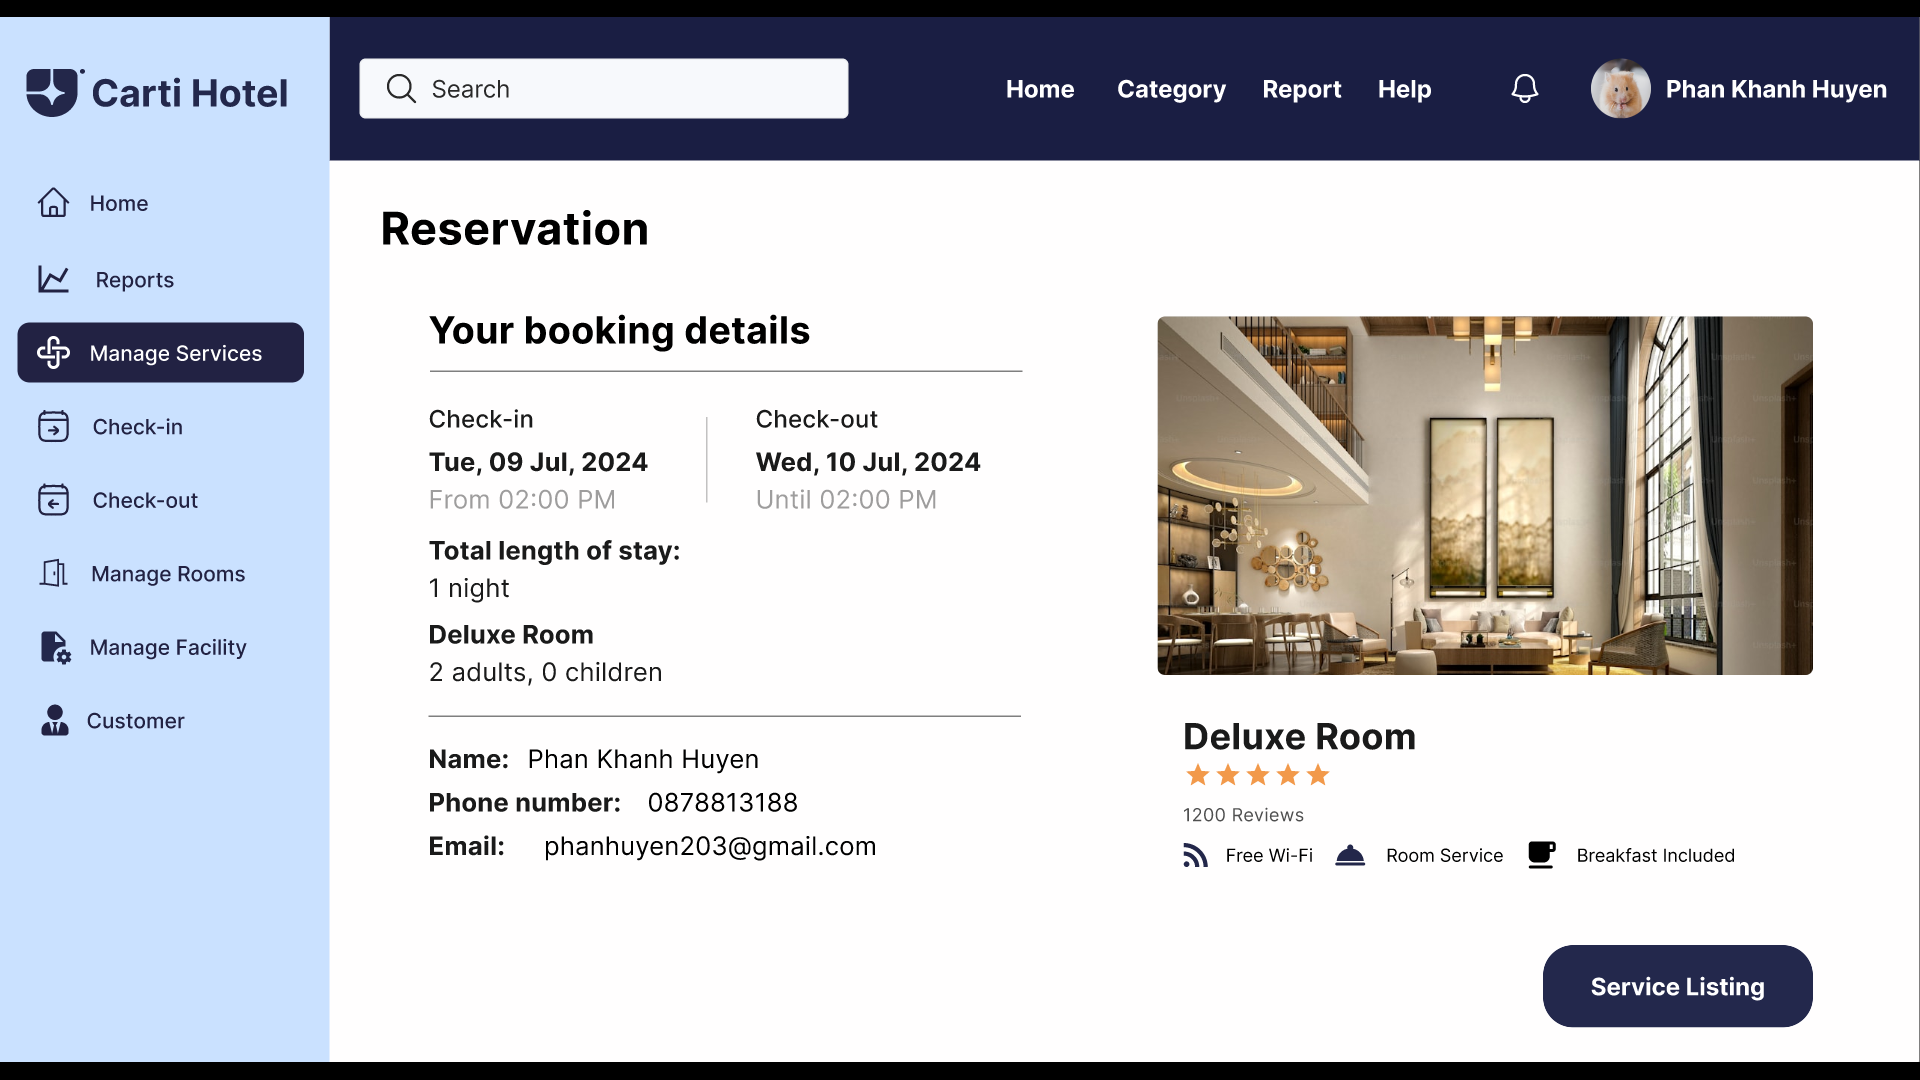 Carti Hotel
Search
Home
Category
Report
Help
Phan Khanh Huyen
Home
Reports
Manage Services
Check-in
Check-out
Manage Rooms
Manage Facility
Customer
Reservation
Your booking details
Check-in
Tue, 09 Jul, 2024
From 02:00 PM
Check-out
Wed, 10 Jul, 2024
Until 02:00 PM
Total length of stay:
1 night
Deluxe Room
2 adults, 0 children
Name: Phan Khanh Huyen
Phone number: 0878813188
Email: phanhuyen203@gmail.com
Deluxe Room
1200 Reviews
Free Wi-Fi
Room Service
Breakfast Included
Service Listing